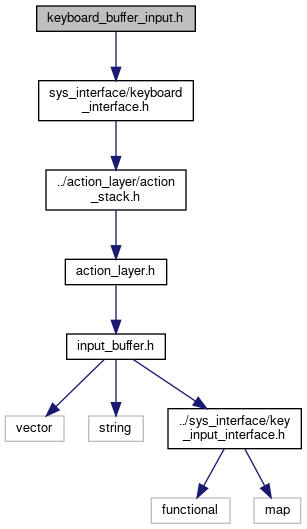 keyboard_buffer_input.h
sys_interface/keyboard
_interface.h
../action_layer/action
_stack.h
action_layer.h
input_buffer.h
vector
string
../sys_interface/key
_input_interface.h
functional
map